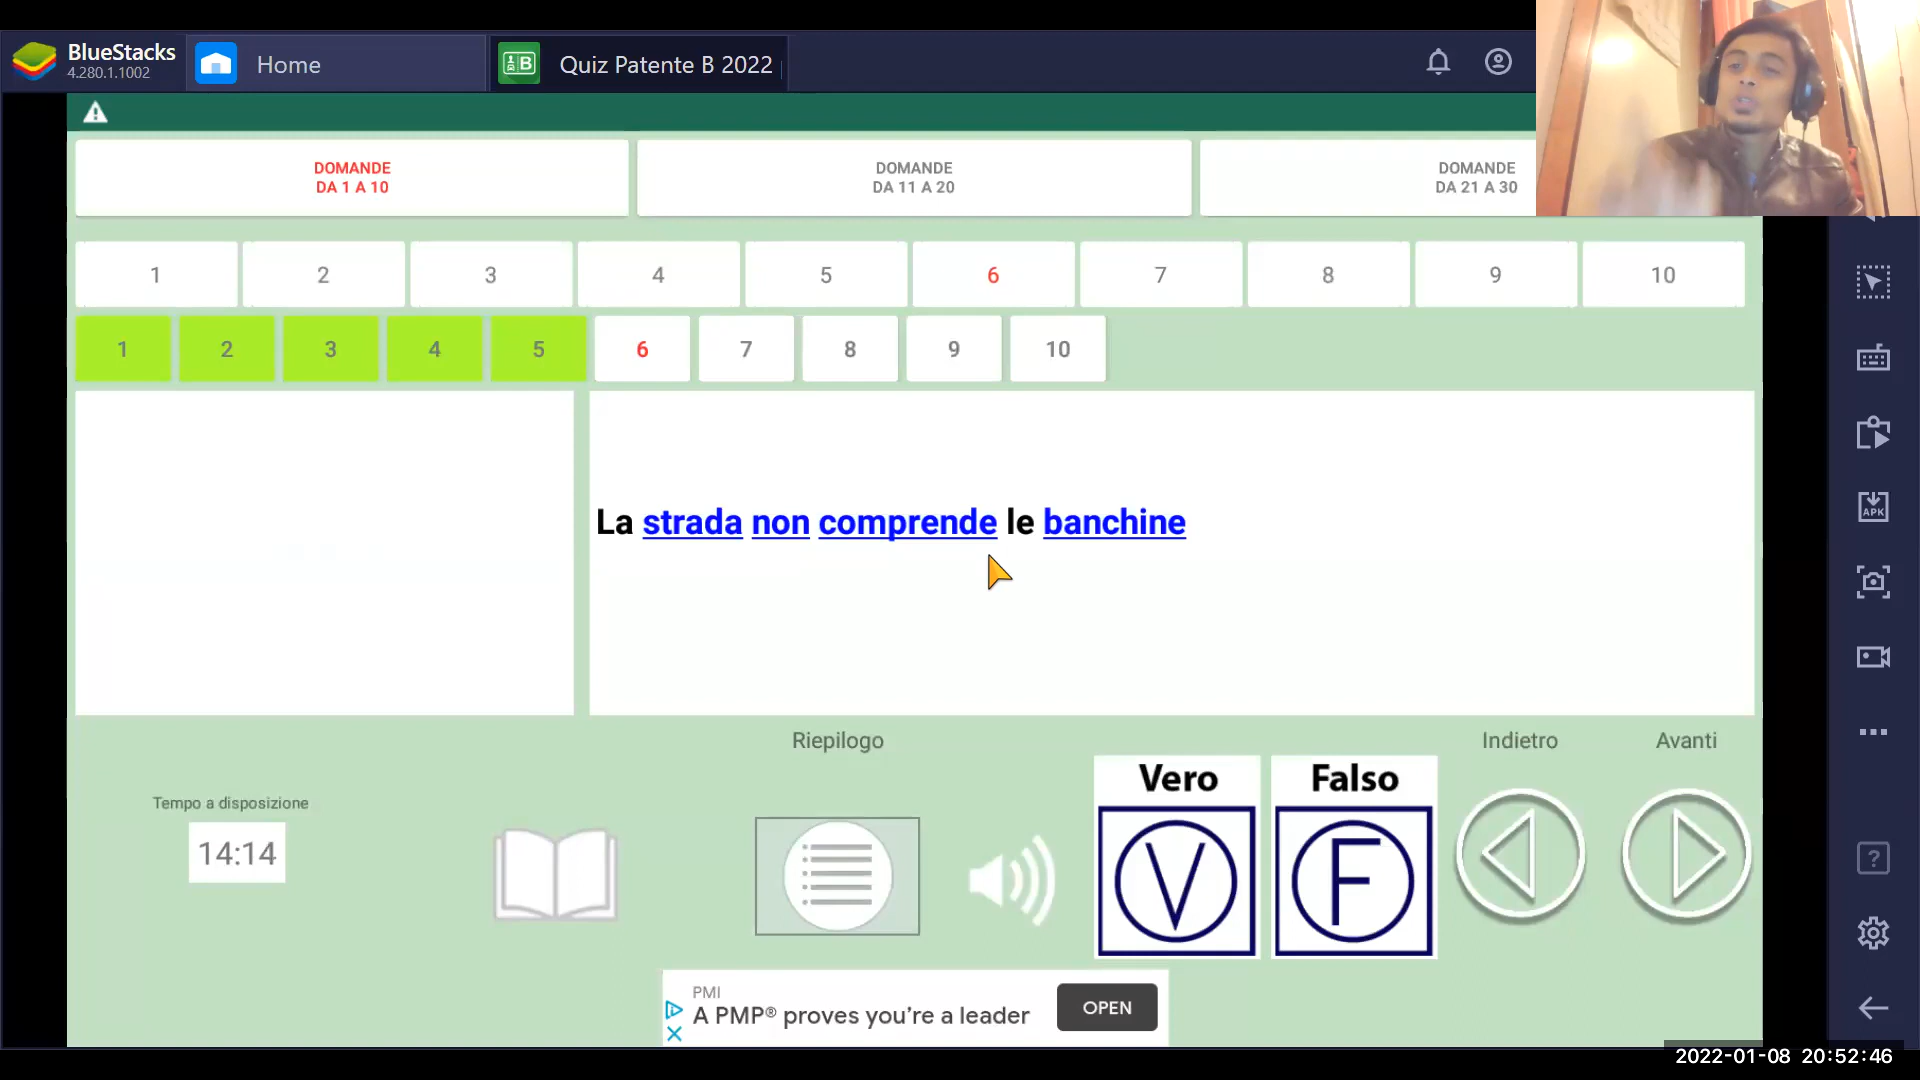 BlueStacks
4.280.1.1002
Home
Quiz Patente B 2022
DOMANDE
DA 1 A 10
DOMANDE
DA 11 A 20
DOMANDE
DA 21 A 30
1 2 3 4 5 6 7 8 9 10
1 2 3 4 5 6 7 8 9 10
La strada non comprende le banchine
Riepilogo
Indietro
Avanti
Tempo a disposizione
14:14
Vero
Falso
V
F
PMI
A PMP® proves you're a leader
OPEN
APK
2022-01-08 20:52:46